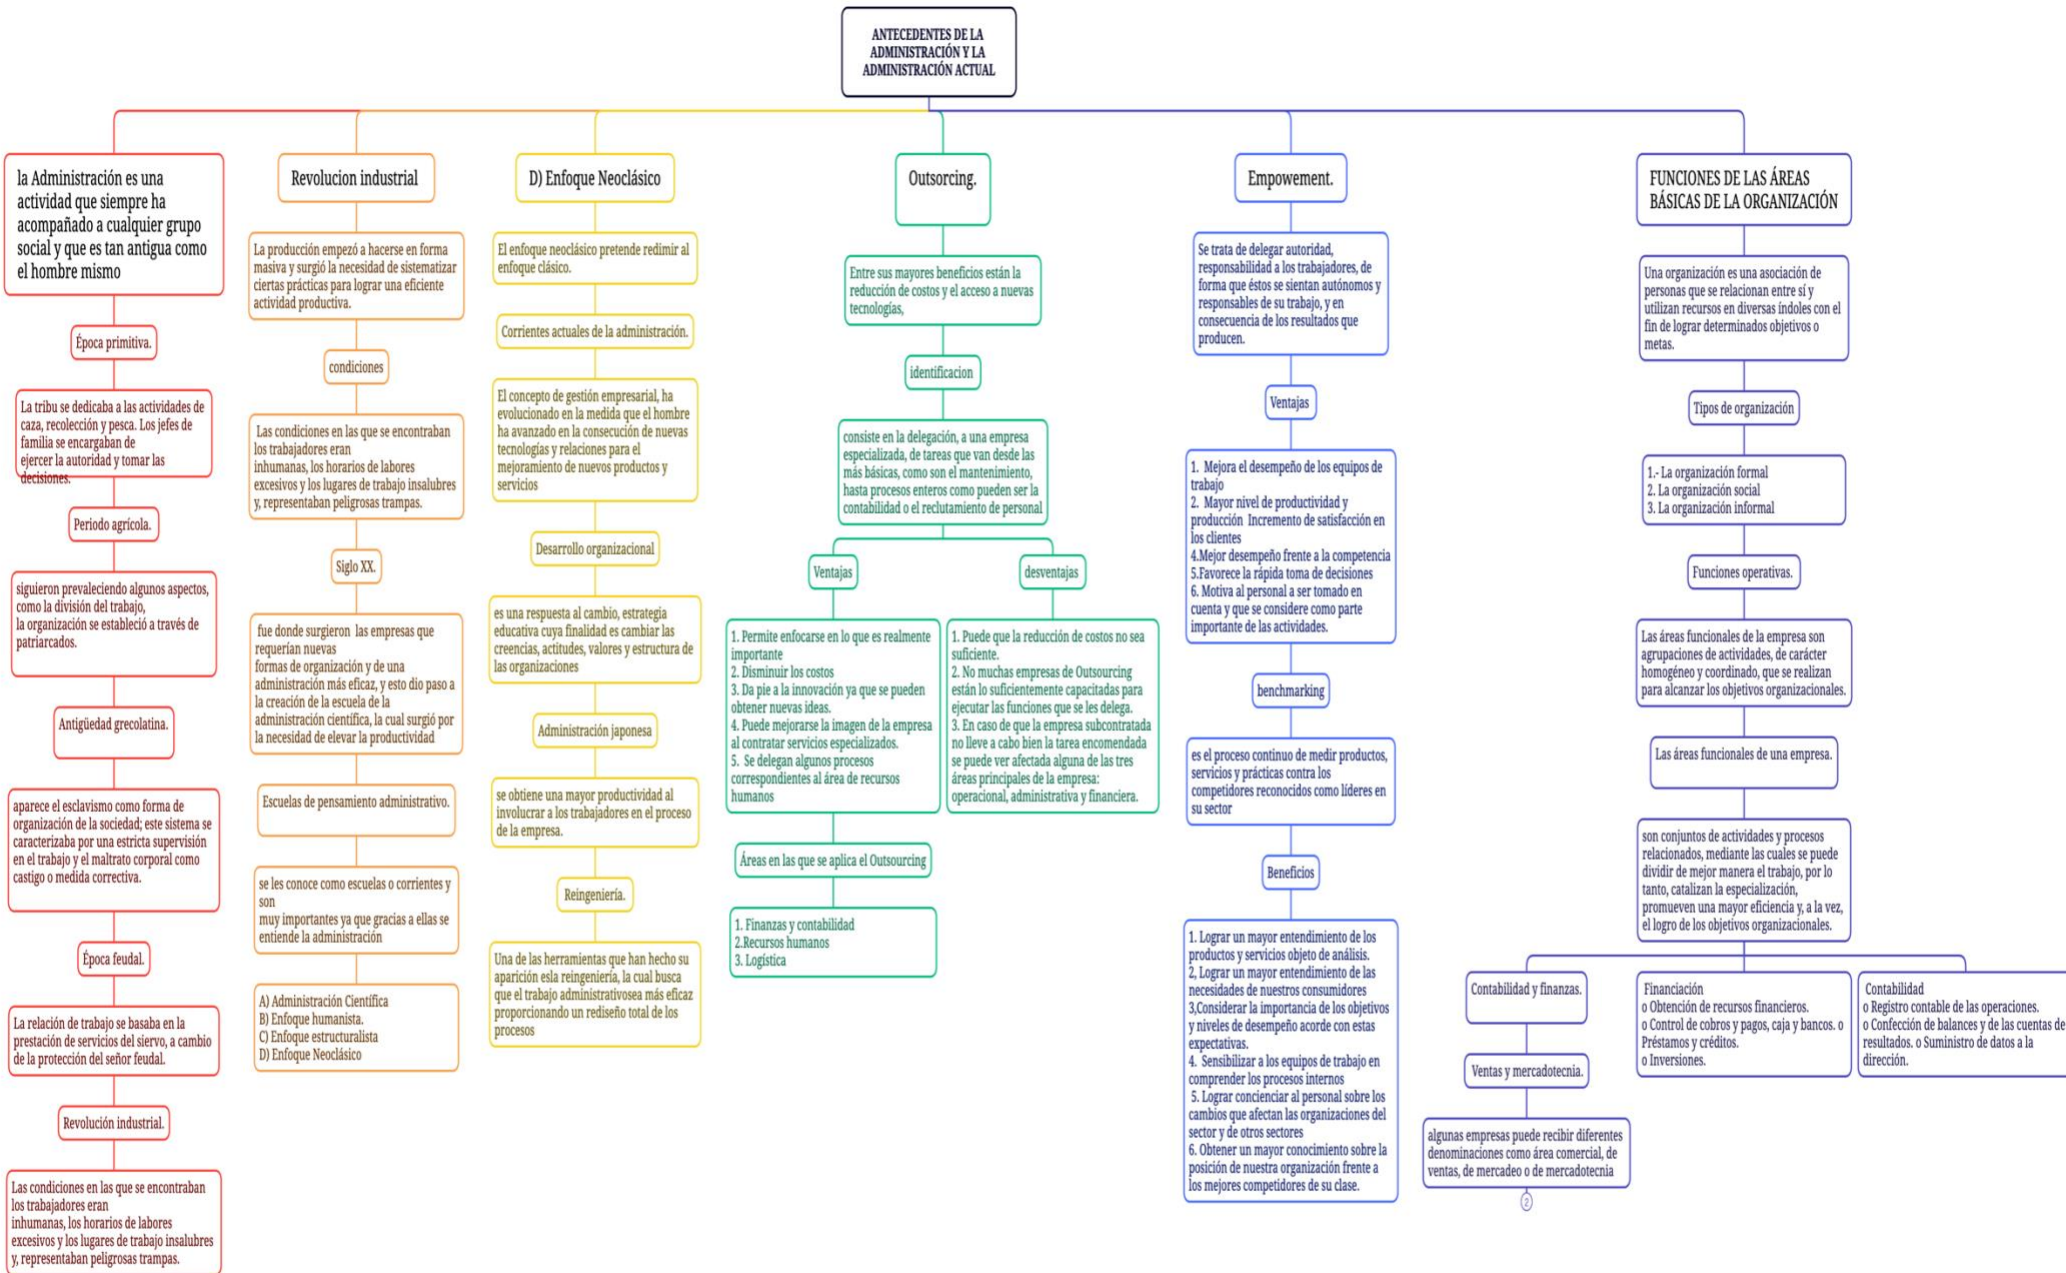 ANTECEDENTES DE LA
ADMINISTRACIÓN Y LA
ADMINISTRACIÓN ACTUAL
la Administración es una
actividad que siempre ha
acompañado a cualquier grupo
social y que es tan antigua como
el hombre mismo
Época primitiva.
La tribu se dedicaba a las actividades de
caza, recolección y pesca. Los jefes de
familia se encargaban de
ejercer la autoridad y tomar las
decisiones.
Periodo agrícola.
siguieron prevaleciendo algunos aspectos,
como la división del trabajo,
la organización se estableció a través de
patriarcados.
Antigüedad grecolatina.
aparece el esclavismo como forma de
organización de la sociedad; este sistema se
caracterizaba por una estricta supervisión
en el trabajo y el maltrato corporal como
castigo o medida correctiva.
Época feudal.
La relación de trabajo se basaba en la
prestación de servicios del siervo, a cambio
de la protección del señor feudal.
Revolución industrial.
Las condiciones en las que se encontraban
los trabajadores eran
inhumanas, los horarios de labores
excesivos y los lugares de trabajo insalubres
y, representaban peligrosas trampas.
Revolucion industrial
La producción empezó a hacerse en forma
masiva y surgió la necesidad de sistematizar
ciertas prácticas para lograr una eficiente
actividad productiva.
condiciones
Las condiciones en las que se encontraban
los trabajadores eran
inhumanas, los horarios de labores
excesivos y los lugares de trabajo insalubres
y, representaban peligrosas trampas.
Siglo XX.
fue donde surgieron las empresas que
requerían nuevas
formas de organización y de una
administración más eficaz, y esto dio paso a
la creación de la escuela de la
administración científica, la cual surgió por
la necesidad de elevar la productividad
Escuelas de pensamiento administrativo.
se les conoce como escuelas o corrientes y
son
muy importantes ya que gracias a ellas se
entiende la administración
A) Administración Científica
B) Enfoque humanista.
C) Enfoque estructuralista
D) Enfoque Neoclásico
D) Enfoque Neoclásico
El enfoque neoclásico pretende redimir al
enfoque clásico.
Corrientes actuales de la administración.
El concepto de gestión empresarial, ha
evolucionado en la medida que el hombre
ha avanzado en la consecución de nuevas
tecnologías y relaciones para el
mejoramiento de nuevos productos y
servicios
Desarrollo organizacional
es una respuesta al cambio, estrategia
educativa cuya finalidad es cambiar las
creencias, actitudes, valores y estructura de
las organizaciones
Administración japonesa
se obtiene una mayor productividad al
involucrar a los trabajadores en el proceso
de la empresa.
Reingeniería.
Una de las herramientas que han hecho su
aparición esla reingeniería, la cual busca
que el trabajo administrativosea más eficaz
proporcionando un rediseño total de los
procesos
Outsorcing.
Entre sus mayores beneficios están la
reducción de costos y el acceso a nuevas
tecnologías,
identificacion
consiste en la delegación, a una empresa
especializada, de tareas que van desde las
más básicas, como son el mantenimiento,
hasta procesos enteros como pueden ser la
contabilidad o el reclutamiento de personal
Ventajas
1. Permite enfocarse en lo que es realmente
importante
2. Disminuir los costos
3. Da pie a la innovación ya que se pueden
obtener nuevas ideas.
4. Puede mejorarse la imagen de la empresa
al contratar servicios especializados.
5. Se delegan algunos procesos
correspondientes al área de recursos
humanos
Áreas en las que se aplica el Outsourcing
1. Finanzas y contabilidad
2.Recursos humanos
3. Logística
desventajas
1. Puede que la reducción de costos no sea
suficiente.
2. No muchas empresas de Outsourcing
están lo suficientemente capacitadas para
ejecutar las funciones que se les delega.
3. En caso de que la empresa subcontratada
no lleve a cabo bien la tarea encomendada
se puede ver afectada alguna de las tres
áreas principales de la empresa:
operacional, administrativa y financiera.
Empowement.
Se trata de delegar autoridad,
responsabilidad a los trabajadores, de
forma que éstos se sientan autónomos y
responsables de su trabajo, y en
consecuencia de los resultados que
producen.
Ventajas
1. Mejora el desempeño de los equipos de
trabajo
2. Mayor nivel de productividad y
producción Incremento de satisfacción en
los clientes
4.Mejor desempeño frente a la competencia
5.Favorece la rápida toma de decisiones
6. Motiva al personal a ser tomado en
cuenta y que se considere como parte
importante de las actividades.
benchmarking
es el proceso continuo de medir productos,
servicios y prácticas contra los
competidores reconocidos como líderes en
su sector
Beneficios
1. Lograr un mayor entendimiento de los
productos y servicios objeto de análisis.
2, Lograr un mayor entendimiento de las
necesidades de nuestros consumidores
3,Considerar la importancia de los objetivos
y niveles de desempeño acorde con estas
expectativas.
4. Sensibilizar a los equipos de trabajo en
comprender los procesos internos
5. Lograr concienciar al personal sobre los
cambios que afectan las organizaciones del
sector y de otros sectores
6. Obtener un mayor conocimiento sobre la
posición de nuestra organización frente a
los mejores competidores de su clase.
FUNCIONES DE LAS ÁREAS
BÁSICAS DE LA ORGANIZACIÓN
Una organización es una asociación de
personas que se relacionan entre sí y
utilizan recursos en diversas índoles con el
fin de lograr determinados objetivos o
metas.
Tipos de organización
1.- La organización formal
2. La organización social
3. La organización informal
Funciones operativas.
Las áreas funcionales de la empresa son
agrupaciones de actividades, de carácter
homogéneo y coordinado, que se realizan
para alcanzar los objetivos organizacionales.
Las áreas funcionales de una empresa.
son conjuntos de actividades y procesos
relacionados, mediante las cuales se puede
dividir de mejor manera el trabajo, por lo
tanto, catalizan la especialización,
promueven una mayor eficiencia y, a la vez,
el logro de los objetivos organizacionales.
Contabilidad y finanzas.
Ventas y mercadotecnia.
algunas empresas puede recibir diferentes
denominaciones como área comercial, de
ventas, de mercadeo o de mercadotecnia
2
Financiación
o Obtención de recursos financieros.
o Control de cobros y pagos, caja y bancos. o
Préstamos y créditos.
o Inversiones.
Contabilidad
o Registro contable de las operaciones.
o Confección de balances y de las cuentas de
resultados. o Suministro de datos a la
dirección.